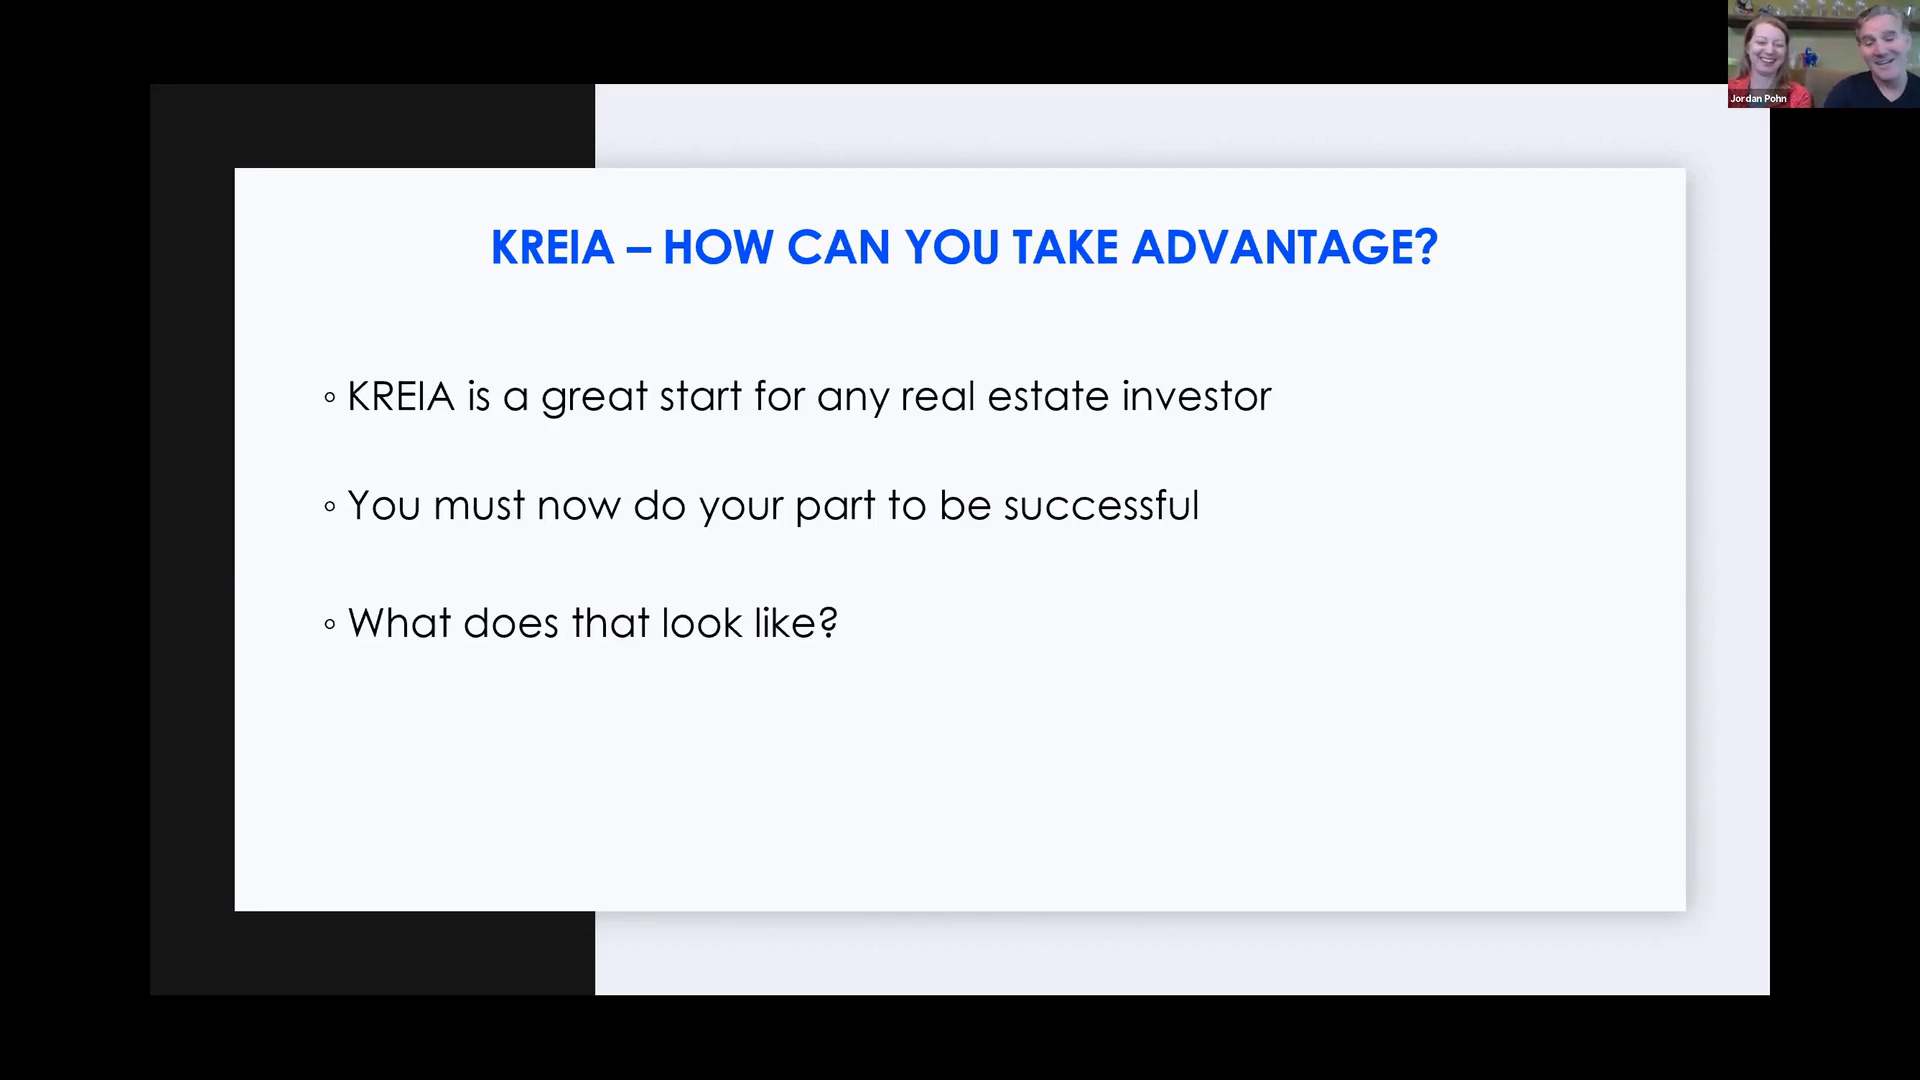 KREIA – HOW CAN YOU TAKE ADVANTAGE?
◦ KREIA is a great start for any real estate investor
◦ You must now do your part to be successful
◦ What does that look like?
Jordan Pohn